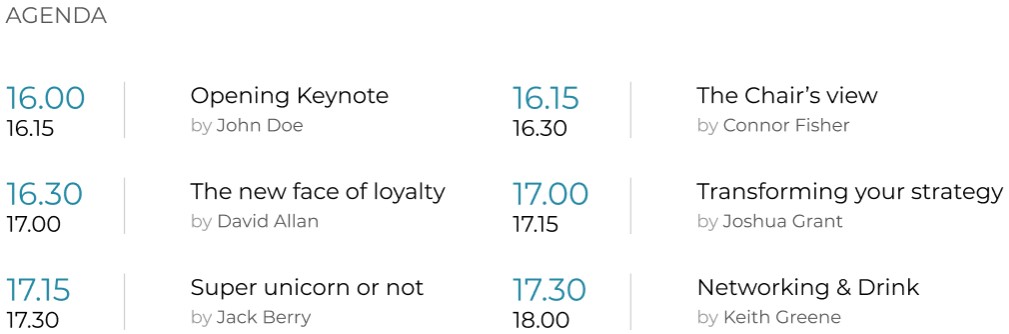 AGENDA
16.00
16.15
Opening Keynote
by John Doe
16.15
16.30
The Chair’s view
by Connor Fisher
16.30
17.00
The new face of loyalty
by David Allan
17.00
17.15
Transforming your strategy
by Joshua Grant
17.15
17.30
Super unicorn or not
by Jack Berry
17.30
18.00
Networking & Drink
by Keith Greene